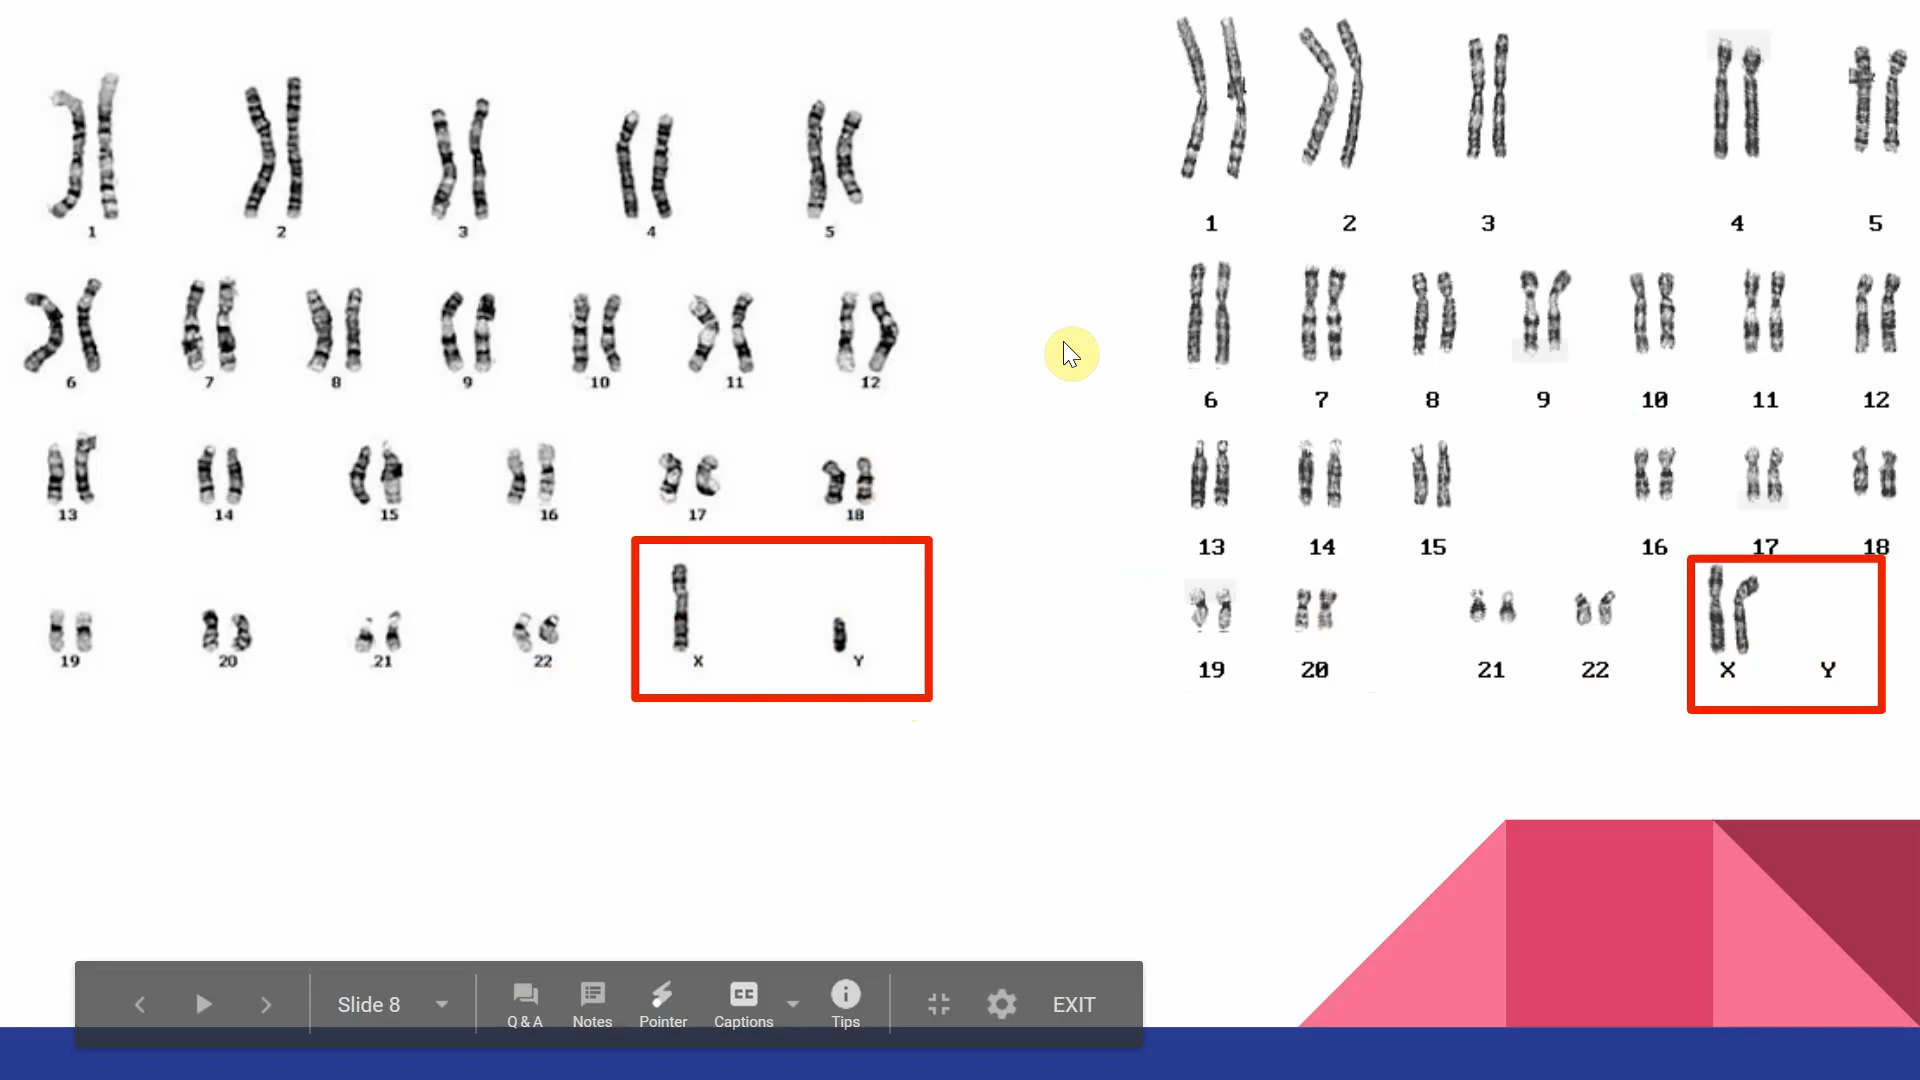 1 2 3 4 5
6 7 8 9 10 11 12
13 14 15 16 17 18
19 20 21 22 X Y
1 2 3 4 5
6 7 8 9 10 11 12
13 14 15 16 17 18
19 20 21 22 X Y
Slide 8
Q & A Notes Pointer Captions Tips
EXIT